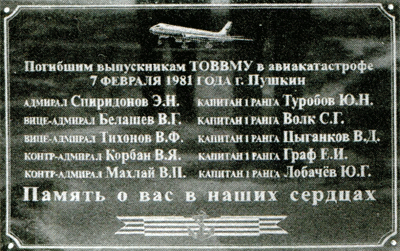 Погибшим выпускникам ТОВВМУ в авиакатастрофе
7 ФЕВРАЛЯ 1981 ГОДА г. Пушкин
АДМИРАЛ Спиридонов Э.Н. КАПИТАН 1 РАНГА Туробов Ю.Н.
ВИЦЕ-АДМИРАЛ Белашев В.Г. КАПИТАН 1 РАНГА Волк С.Г.
ВИЦЕ-АДМИРАЛ Тихонов В.Ф. КАПИТАН 1 РАНГА Цыганков В.Д.
КОНТР-АДМИРАЛ Корбан В.Я. КАПИТАН 1 РАНГА Граф Е.И.
КОНТР-АДМИРАЛ Махлай В.П. КАПИТАН 1 РАНГА Лобачёв Ю.Г.
Память о вас в наших сердцах